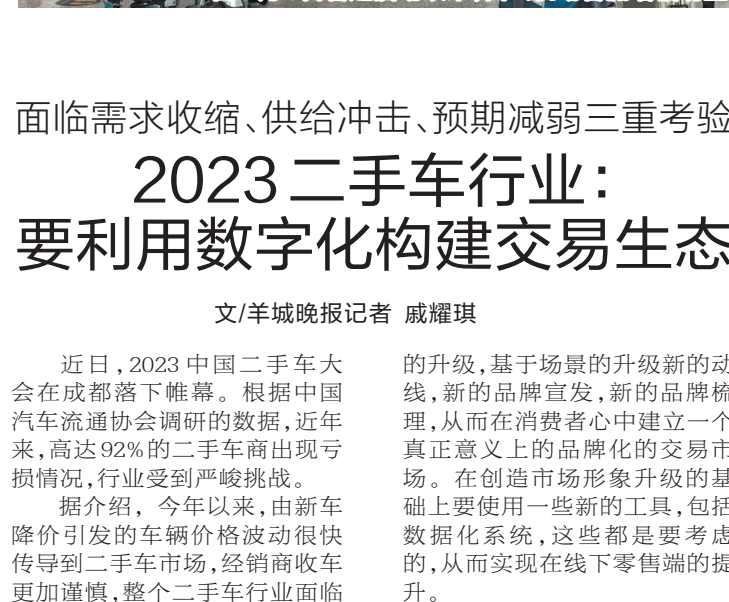 面临需求收缩、供给冲击、预期减弱三重考验
2023二手车行业：
要利用数字化构建交易生态
文/羊城晚报记者 戚耀琪
近日，2023中国二手车大
会在成都落下帷幕。根据中国
汽车流通协会调研的数据，近年
来，高达92%的二手车商出现亏
损情况，行业受到严峻挑战。
据介绍，今年以来，由新车
降价引发的车辆价格波动很快
传导到二手车市场，经销商收车
更加谨慎，整个二手车行业面临
的升级，基于场景的升级新的动
线，新的品牌宣发，新的品牌梳
理，从而在消费者心中建立一个
真正意义上的品牌化的交易市
场。在创造市场形象升级的基
础上要使用一些新的工具，包括
数据化系统，这些都是要考虑
的，从而实现在线下零售端的提
升。